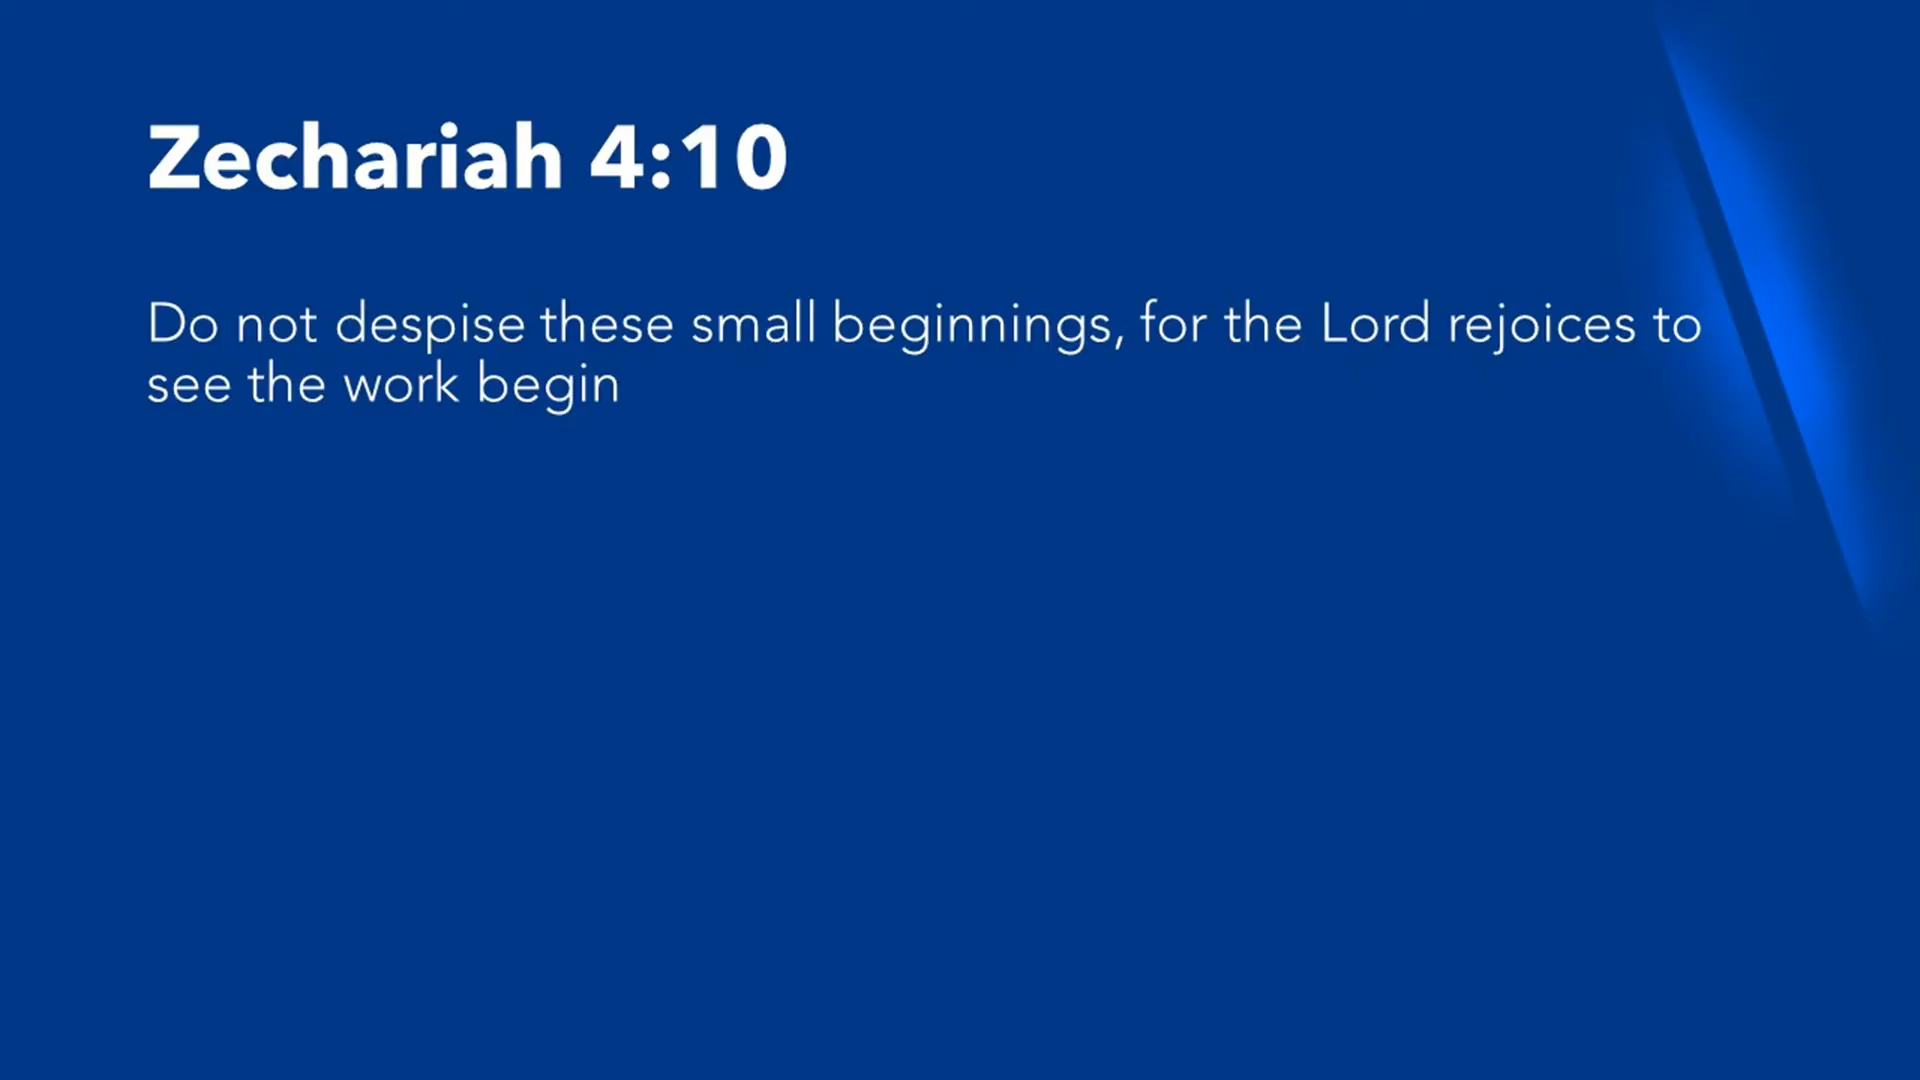 Zechariah 4:10
Do not despise these small beginnings, for the Lord rejoices to
see the work begin